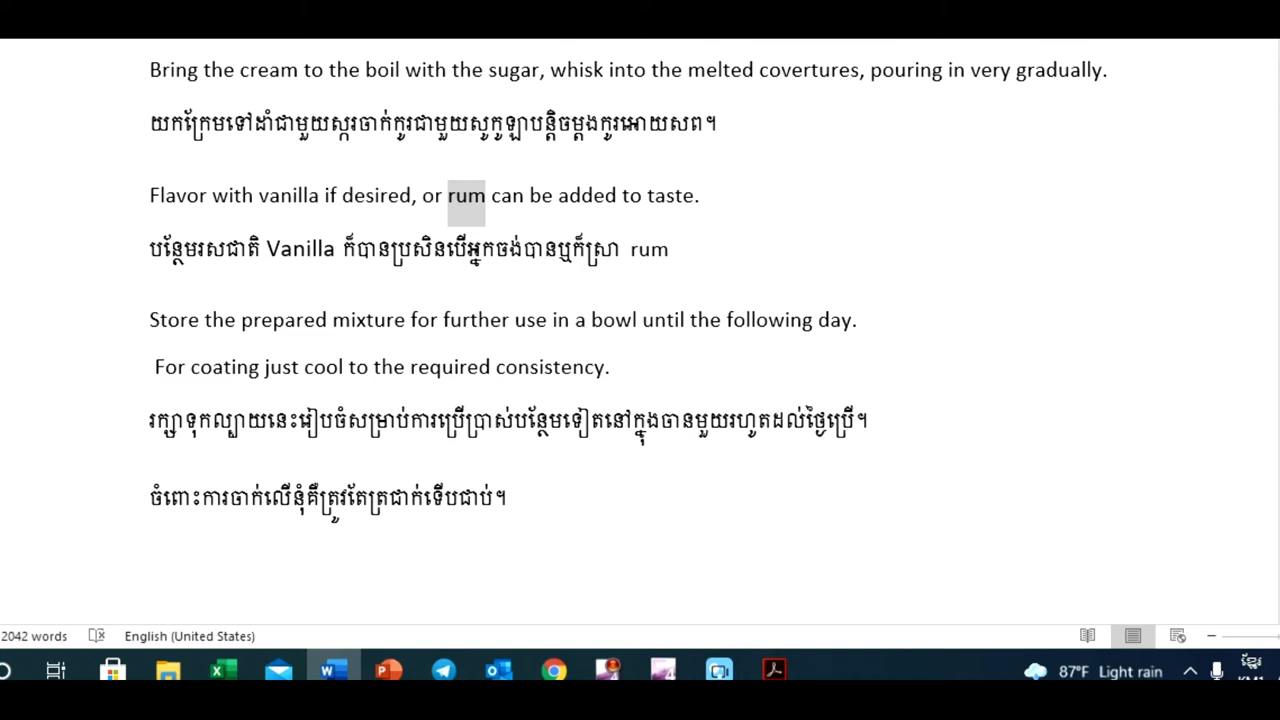 Bring the cream to the boil with the sugar, whisk into the melted covertures, pouring in very gradually.
យកក្រែមទៅដាំជាមួយស្ករចាក់កូរជាមួយសូកូឡាបន្តិចម្តងកូរអោយសព។
Flavor with vanilla if desired, or rum can be added to taste.
បន្ថែមរសជាតិ Vanilla ក៏បានប្រសិនបើអ្នកចង់បានឬក៏ស្រា rum
Store the prepared mixture for further use in a bowl until the following day.
For coating just cool to the required consistency.
រក្សាទុកល្បាយនេះរៀបចំសម្រាប់ការប្រើប្រាស់បន្ថែមទៀតនៅក្នុងចានមួយរហូតដល់ថ្ងៃប្រើ។
ចំពោះការចាក់លើនុំគឺត្រូវតែត្រជាក់ទើបជាប់។
2042 words English (United States)
87°F Light rain ខ្មែរ